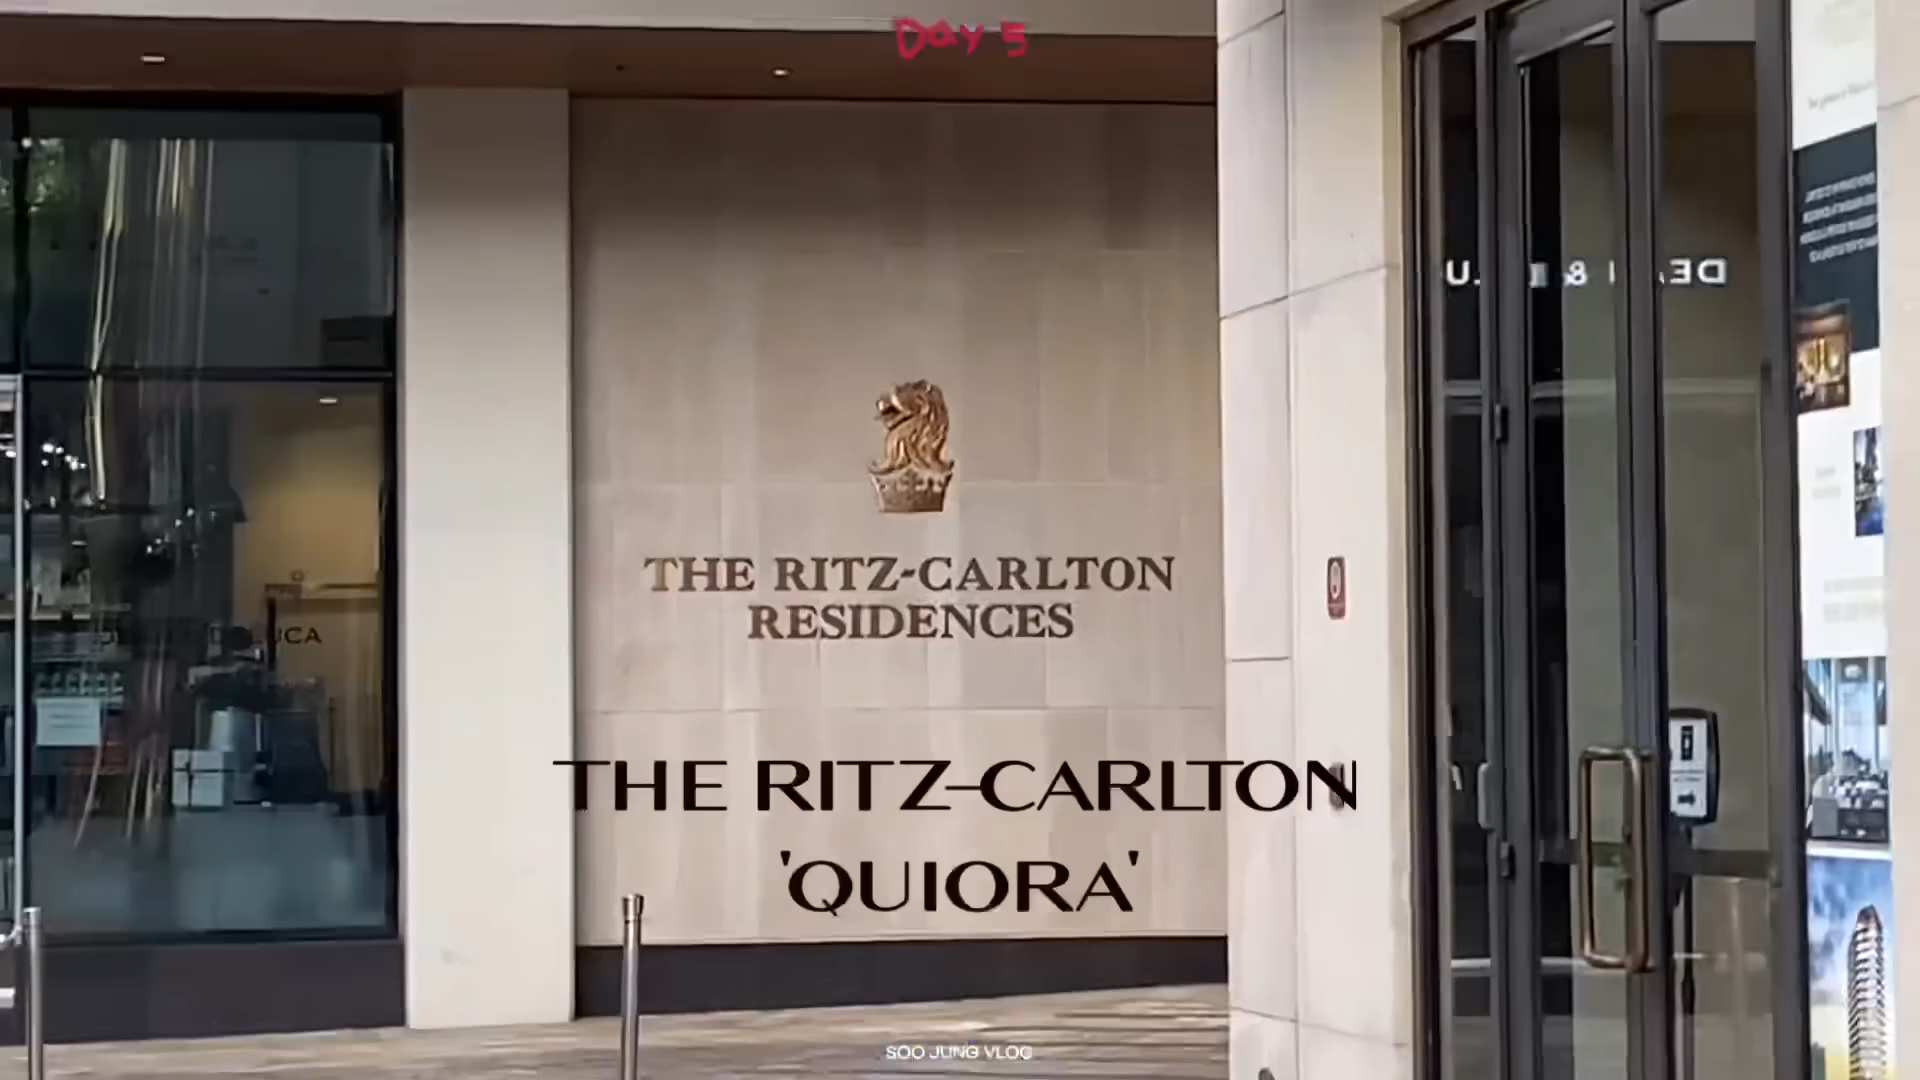 Day 5
THE RITZ-CARLTON
RESIDENCES
THE RITZ-CARLTON
'QUIORA'
SOO JUNG VLOG